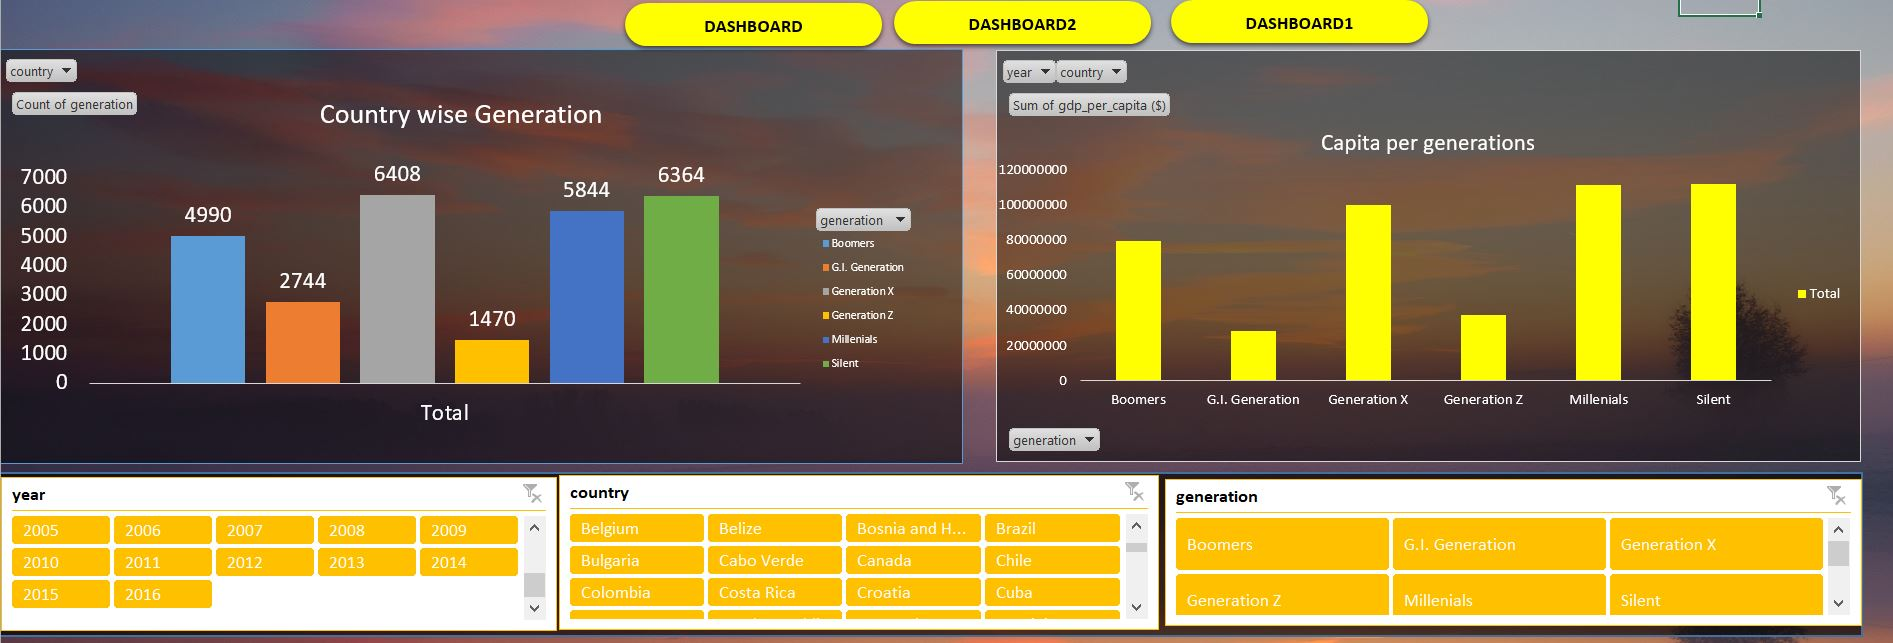 DASHBOARD
DASHBOARD2
DASHBOARD1
country
Count of generation
Country wise Generation
7000
6000
5000
4000
3000
2000
1000
0
4990
2744
6408
1470
5844
6364
Total
generation
Boomers
G.I. Generation
Generation X
Generation Z
Millenials
Silent
year country
Sum of gdp_per_capita ($)
Capita per generations
120000000
100000000
80000000
60000000
40000000
20000000
0
Boomers G.I. Generation Generation X Generation Z Millenials Silent
Total
generation
year
2005 2006 2007 2008 2009
2010 2011 2012 2013 2014
2015 2016
country
Belgium Belize Bosnia and H... Brazil
Bulgaria Cabo Verde Canada Chile
Colombia Costa Rica Croatia Cuba
generation
Boomers G.I. Generation Generation X
Generation Z Millenials Silent